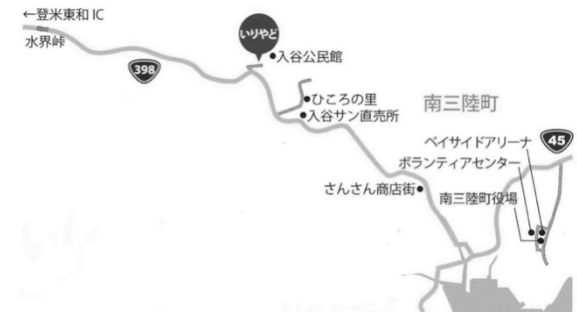 ←登米東和IC
水界峠
いりやど
入谷公民館
398
ひころの里
入谷サン直売所
南三陸町
ベイサイドアリーナ
45
ボランティアセンター
さんさん商店街
南三陸町役場